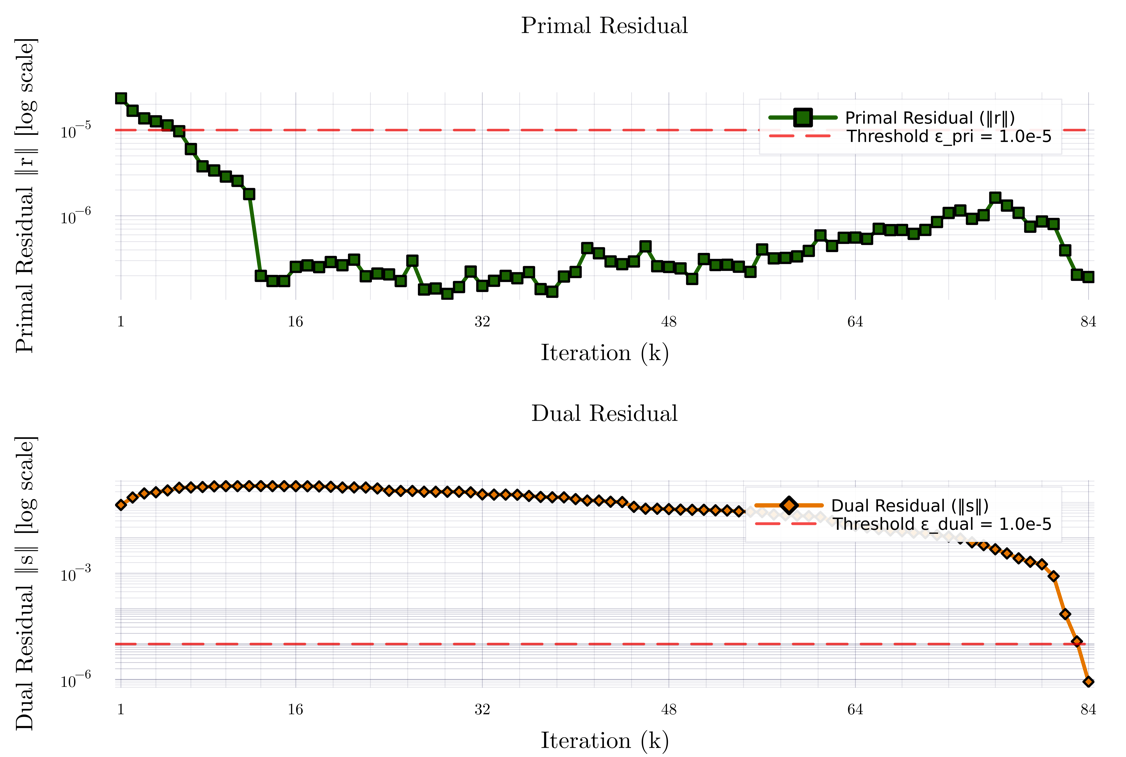 Primal Residual
Primal Residual ‖r‖ [log scale]
10⁻⁵
10⁻⁶
Primal Residual (‖r‖)
Threshold ε_pri = 1.0e-5
1 16 32 48 64 84
Iteration (k)
Dual Residual
Dual Residual ‖s‖ [log scale]
10⁻³
10⁻⁶
Dual Residual (‖s‖)
Threshold ε_dual = 1.0e-5
1 16 32 48 64 84
Iteration (k)